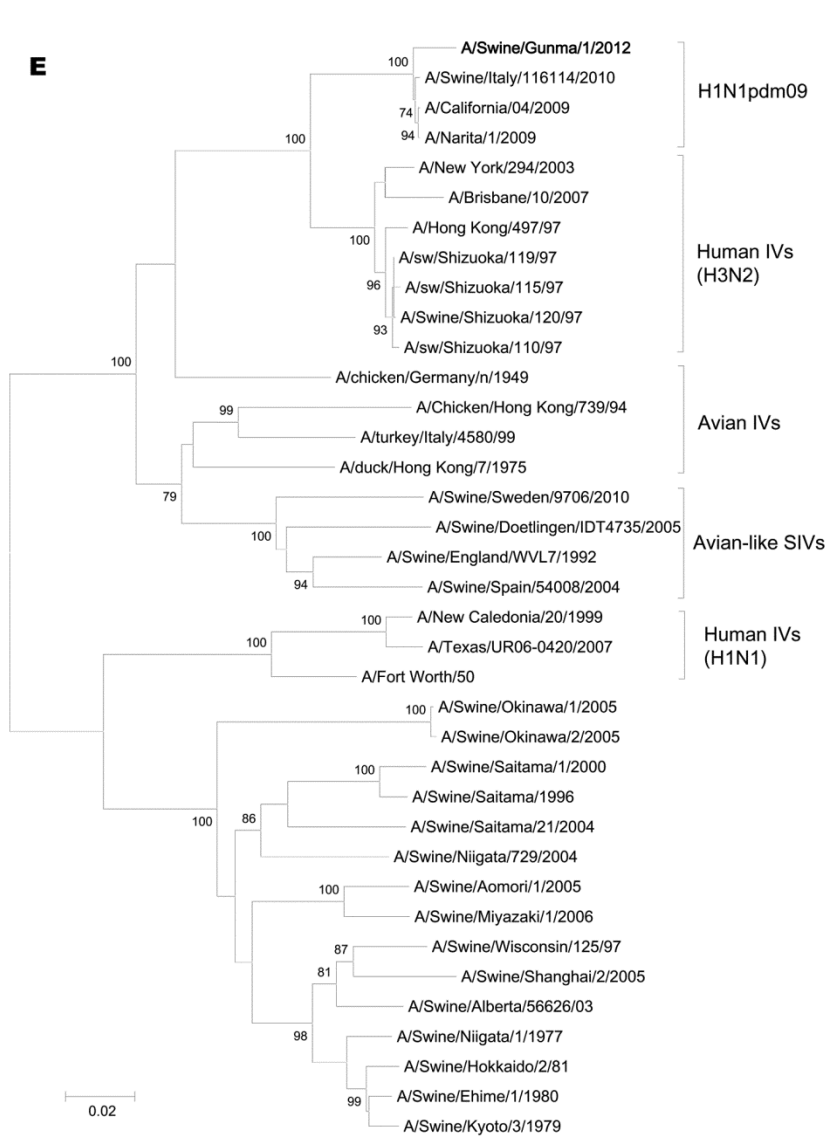 E
100
A/Swine/Gunma/1/2012
A/Swine/Italy/116114/2010
74
A/California/04/2009
94
A/Narita/1/2009
H1N1pdm09
100
A/New York/294/2003
A/Brisbane/10/2007
100
A/Hong Kong/497/97
A/sw/Shizuoka/119/97
96
A/sw/Shizuoka/115/97
A/Swine/Shizuoka/120/97
93
A/sw/Shizuoka/110/97
Human IVs
(H3N2)
100
A/chicken/Germany/n/1949
99
A/Chicken/Hong Kong/739/94
A/turkey/Italy/4580/99
A/duck/Hong Kong/7/1975
Avian IVs
79
A/Swine/Sweden/9706/2010
100
A/Swine/Doetlingen/IDT4735/2005
A/Swine/England/WVL7/1992
94
A/Swine/Spain/54008/2004
Avian-like SIVs
100
100
A/New Caledonia/20/1999
A/Texas/UR06-0420/2007
A/Fort Worth/50
Human IVs
(H1N1)
100
A/Swine/Okinawa/1/2005
A/Swine/Okinawa/2/2005
100
A/Swine/Saitama/1/2000
A/Swine/Saitama/1996
100
86
A/Swine/Saitama/21/2004
A/Swine/Niigata/729/2004
100
A/Swine/Aomori/1/2005
A/Swine/Miyazaki/1/2006
87
A/Swine/Wisconsin/125/97
81
A/Swine/Shanghai/2/2005
A/Swine/Alberta/56626/03
98
A/Swine/Niigata/1/1977
A/Swine/Hokkaido/2/81
99
A/Swine/Ehime/1/1980
A/Swine/Kyoto/3/1979
0.02